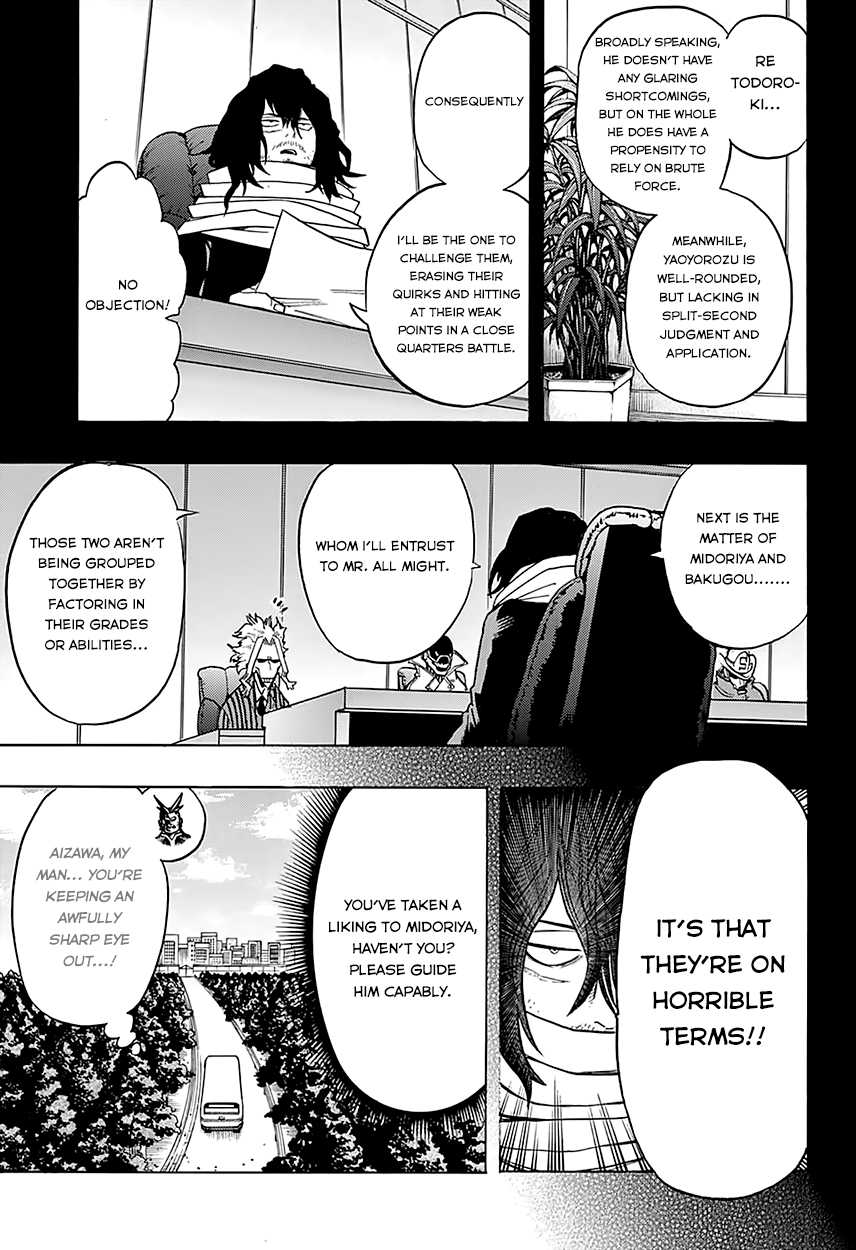 RE
TODORO-
KI...
BROADLY SPEAKING,
HE DOESN'T HAVE
ANY GLARING
SHORTCOMINGS,
BUT ON THE WHOLE
HE DOES HAVE A
PROPENSITY TO
RELY ON BRUTE
FORCE.
MEANWHILE,
YAOYOROZU IS
WELL-ROUNDED,
BUT LACKING IN
SPLIT-SECOND
JUDGMENT AND
APPLICATION.
CONSEQUENTLY
I'LL BE THE ONE TO
CHALLENGE THEM,
ERASING THEIR
QUIRKS AND HITTING
AT THEIR WEAK
POINTS IN A CLOSE
QUARTERS BATTLE.
NO
OBJECTION!
NEXT IS THE
MATTER OF
MIDORIYA AND
BAKUGOU.......
WHOM I'LL ENTRUST
TO MR. ALL MIGHT.
THOSE TWO AREN'T
BEING GROUPED
TOGETHER BY
FACTORING IN
THEIR GRADES
OR ABILITIES...
IT'S THAT
THEY'RE ON
HORRIBLE
TERMS!!
YOU'VE TAKEN A
LIKING TO MIDORIYA,
HAVEN'T YOU?
PLEASE GUIDE
HIM CAPABLY.
AIZAWA, MY
MAN... YOU'RE
KEEPING AN
AWFULLY
SHARP EYE
OUT...!